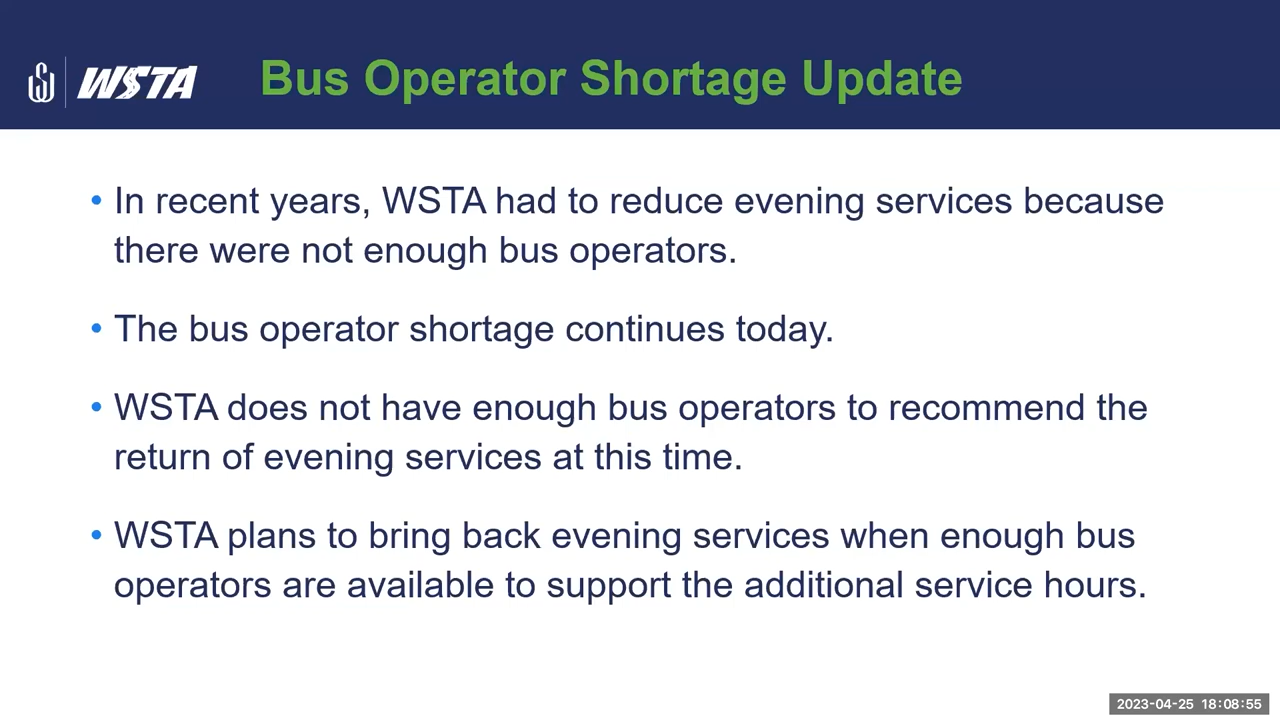 WSTA
Bus Operator Shortage Update
• In recent years, WSTA had to reduce evening services because
there were not enough bus operators.
• The bus operator shortage continues today.
• WSTA does not have enough bus operators to recommend the
return of evening services at this time.
• WSTA plans to bring back evening services when enough bus
operators are available to support the additional service hours.
2023-04-25 18:08:55